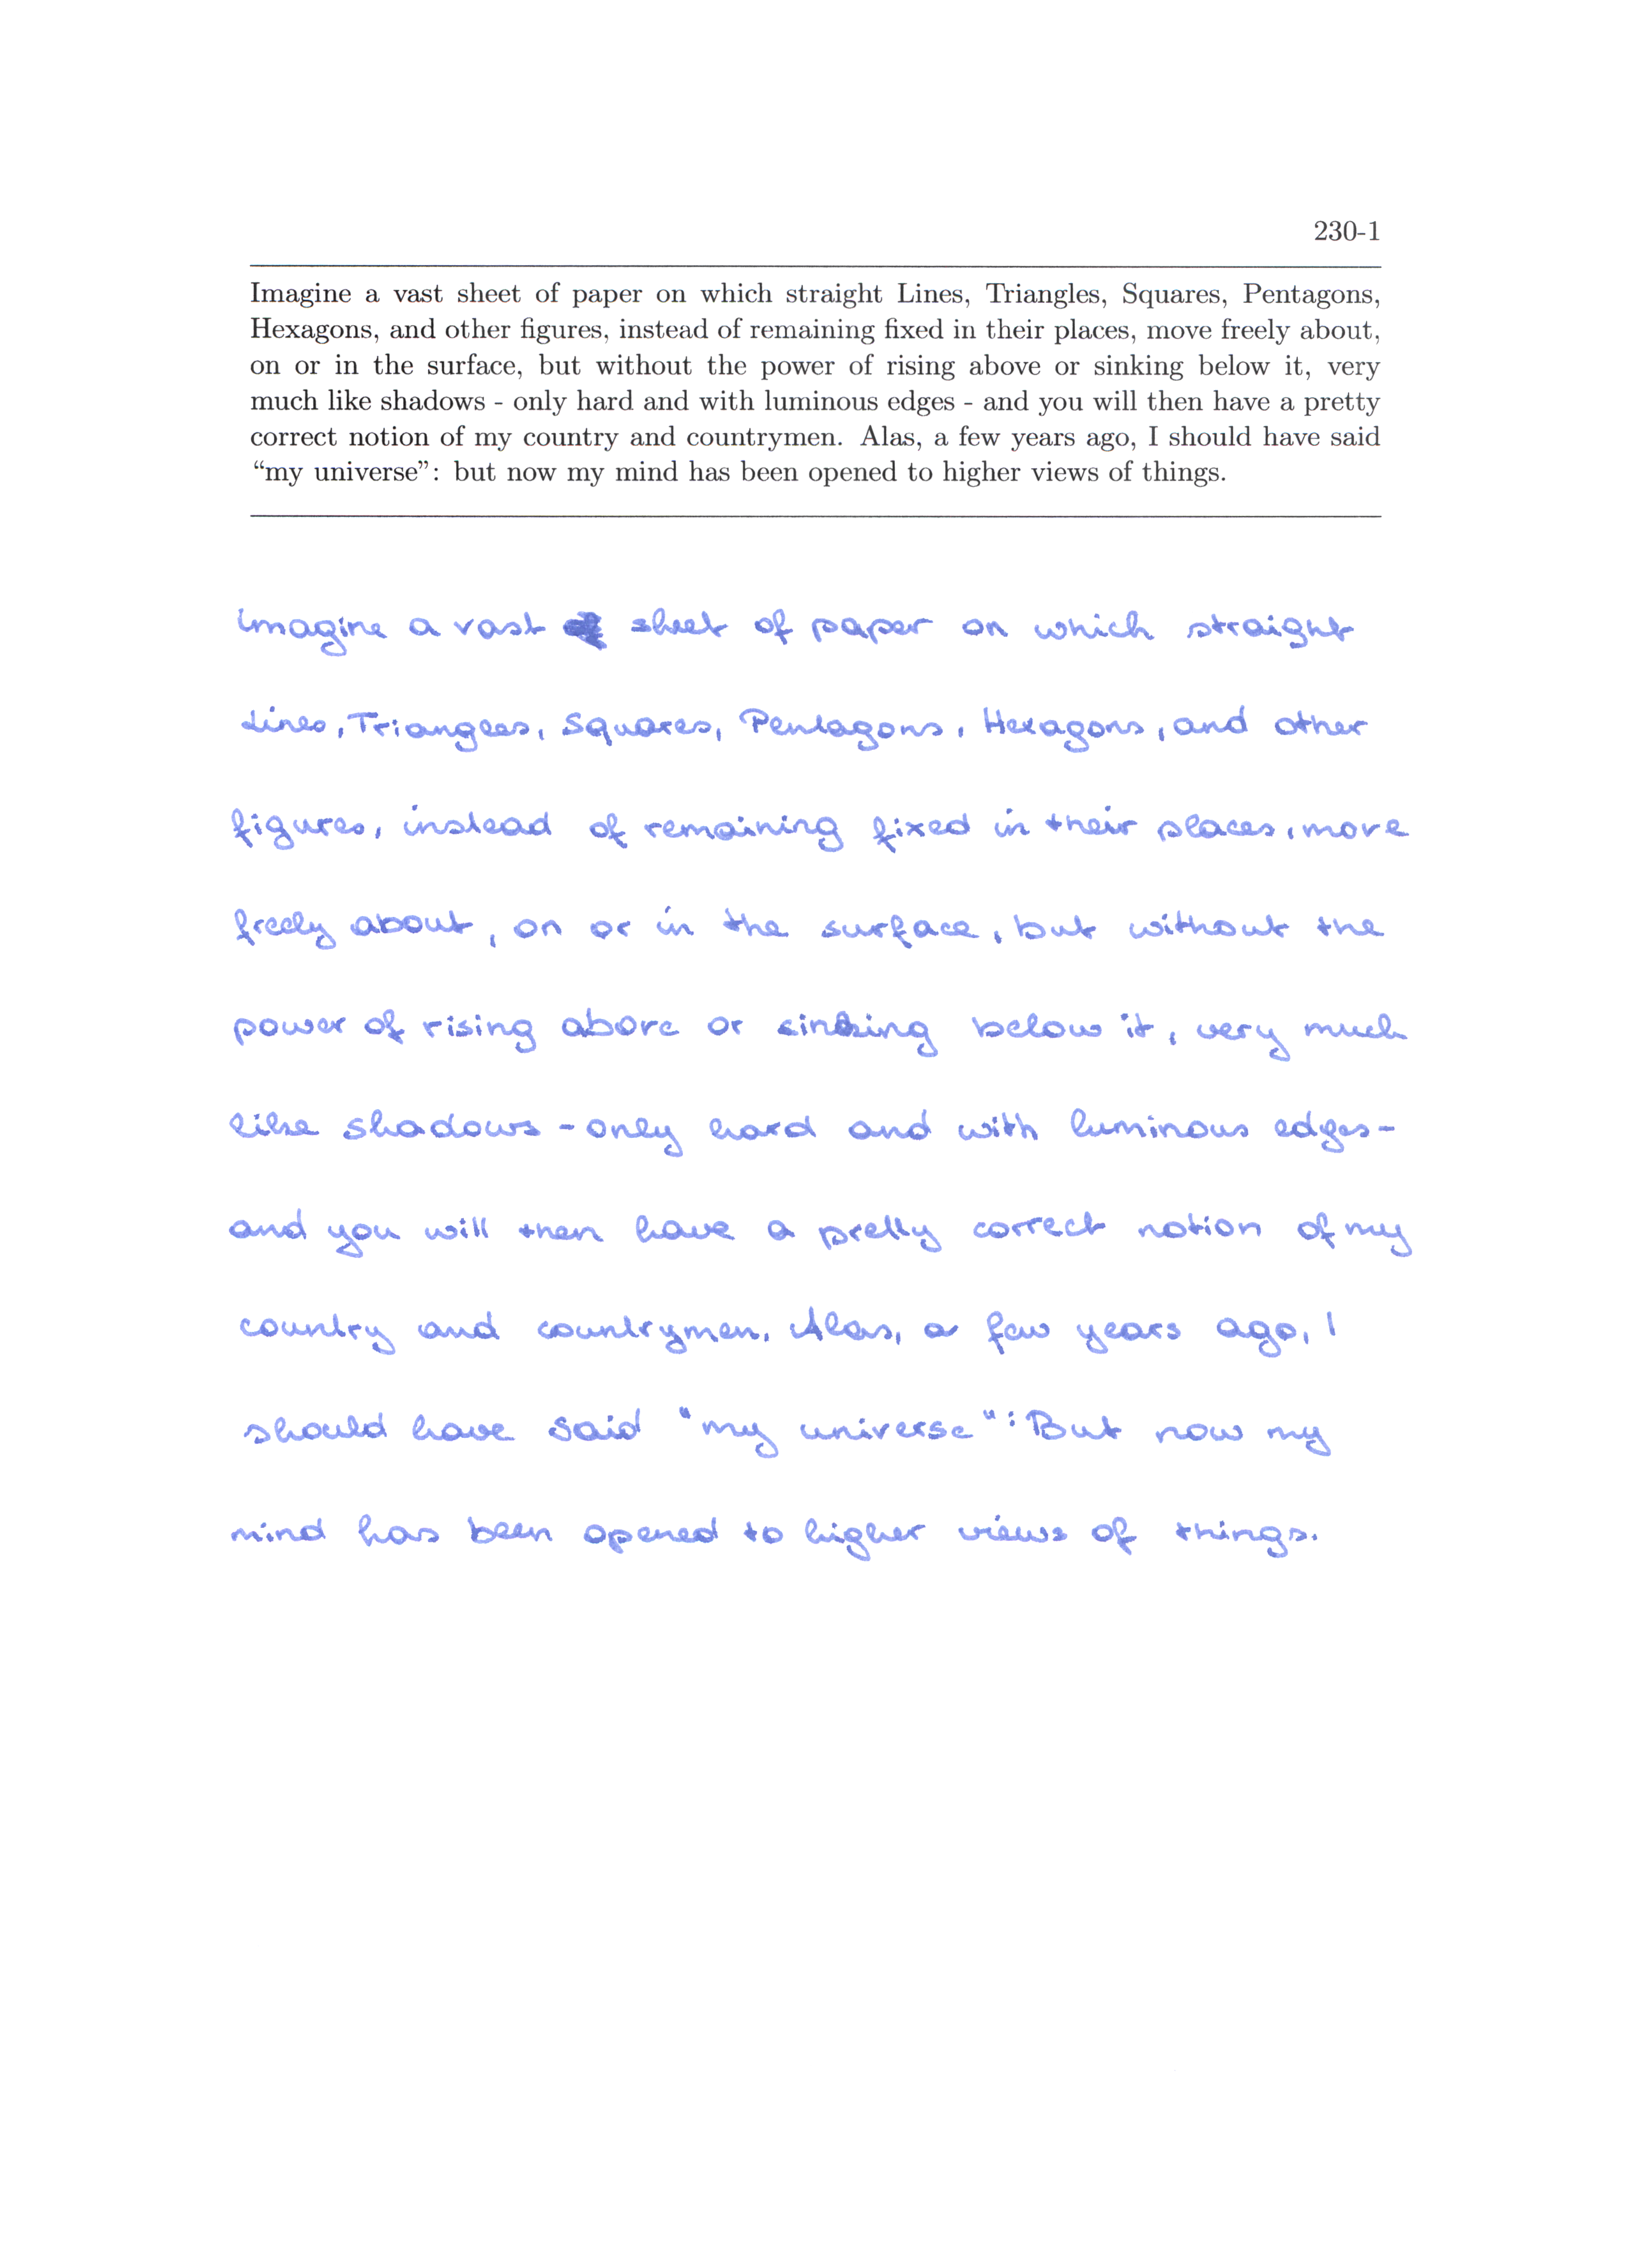 230-1
Imagine a vast sheet of paper on which straight Lines, Triangles, Squares, Pentagons,
Hexagons, and other figures, instead of remaining fixed in their places, move freely about,
on or in the surface, but without the power of rising above or sinking below it, very
much like shadows - only hard and with luminous edges - and you will then have a pretty
correct notion of my country and countrymen. Alas, a few years ago, I should have said
“my universe”: but now my mind has been opened to higher views of things.
Imagine a vast sheet of paper on which straight
Lines, Triangles, Squares, Pentagons, Hexagons, and other
figures, instead of remaining fixed in their places, move
freely about, on or in the surface, but without the
power of rising above or sinking below it, very much
like shadows - only hard and with luminous edges -
and you will then have a pretty correct notion of my
country and countrymen. Alas, a few years ago, I
should have said "my universe": But now my
mind has been opened to higher views of things.